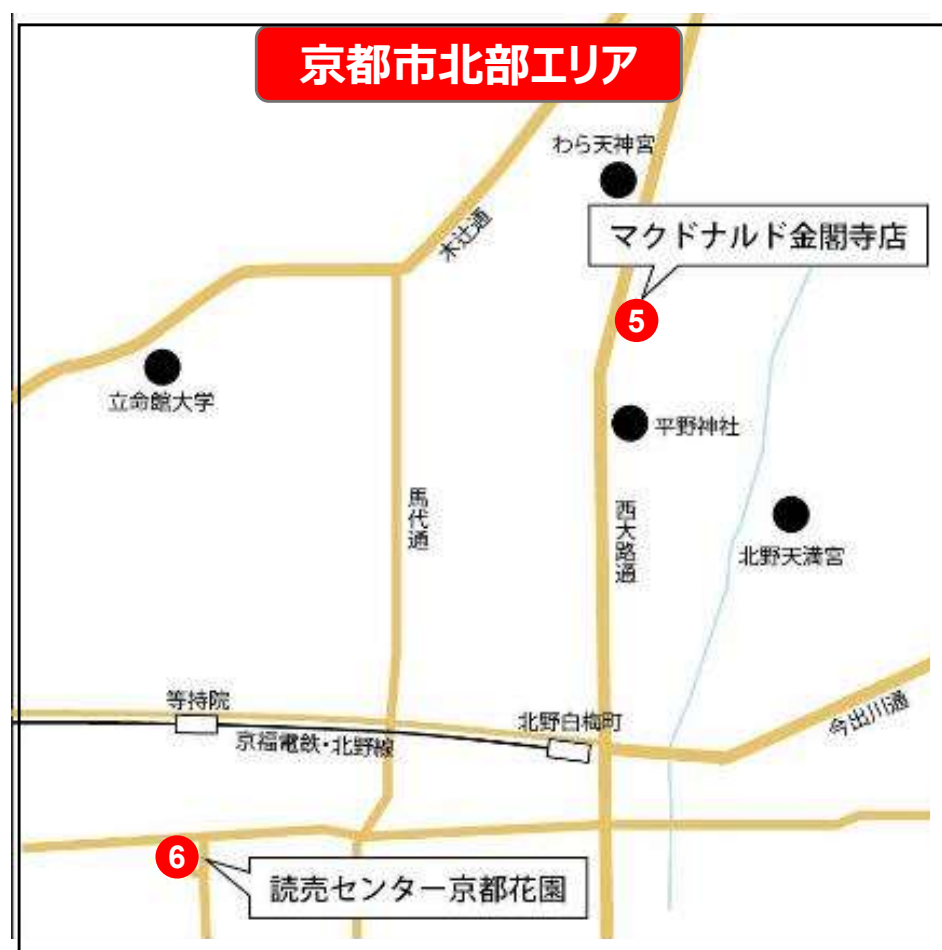 京都市北部エリア
わら天神宮
木辻通
マクドナルド金閣寺店
5
立命館大学
平野神社
馬代通
西大路通
北野天満宮
等持院
北野白梅町
今出川通
京福電鉄・北野線
6
読売センター京都花園